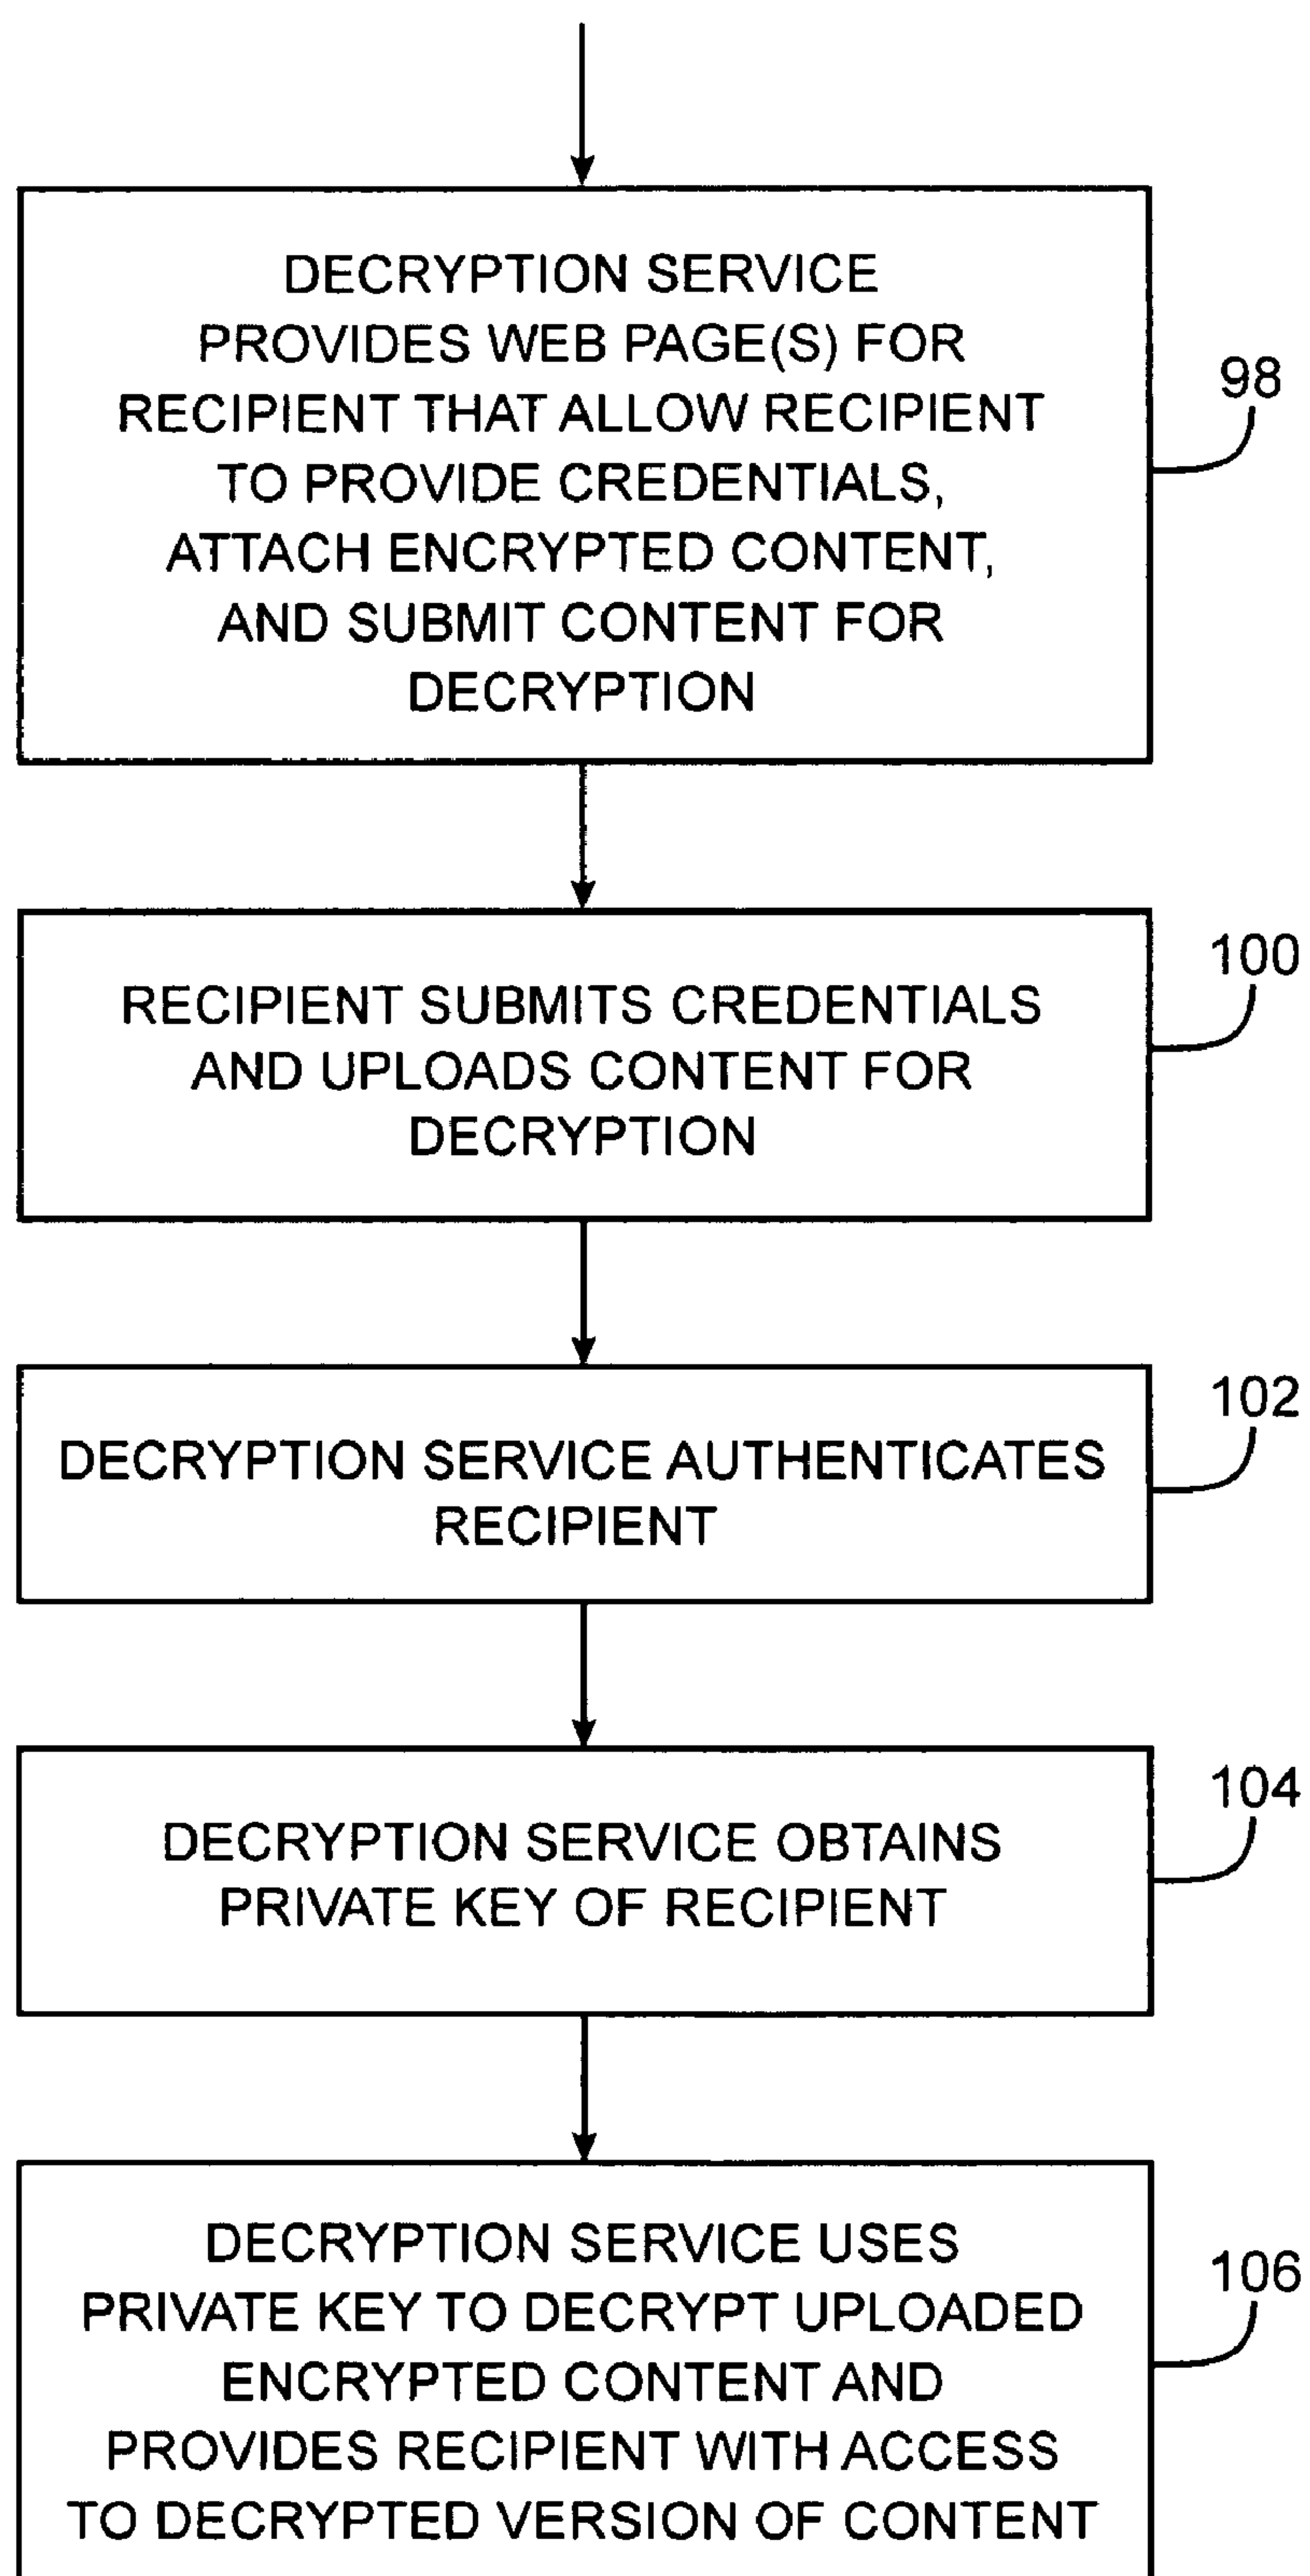 DECRYPTION SERVICE
PROVIDES WEB PAGE(S) FOR
RECIPIENT THAT ALLOW RECIPIENT
TO PROVIDE CREDENTIALS,
ATTACH ENCRYPTED CONTENT,
AND SUBMIT CONTENT FOR
DECRYPTION
98
RECIPIENT SUBMITS CREDENTIALS
AND UPLOADS CONTENT FOR
DECRYPTION
100
DECRYPTION SERVICE AUTHENTICATES
RECIPIENT
102
DECRYPTION SERVICE OBTAINS
PRIVATE KEY OF RECIPIENT
104
DECRYPTION SERVICE USES
PRIVATE KEY TO DECRYPT UPLOADED
ENCRYPTED CONTENT AND
PROVIDES RECIPIENT WITH ACCESS
TO DECRYPTED VERSION OF CONTENT
106